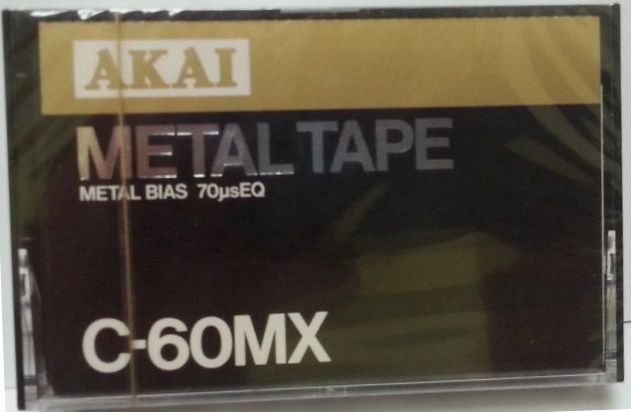 AKAI
METAL TAPE
METAL BIAS 70µsEQ
C-60MX